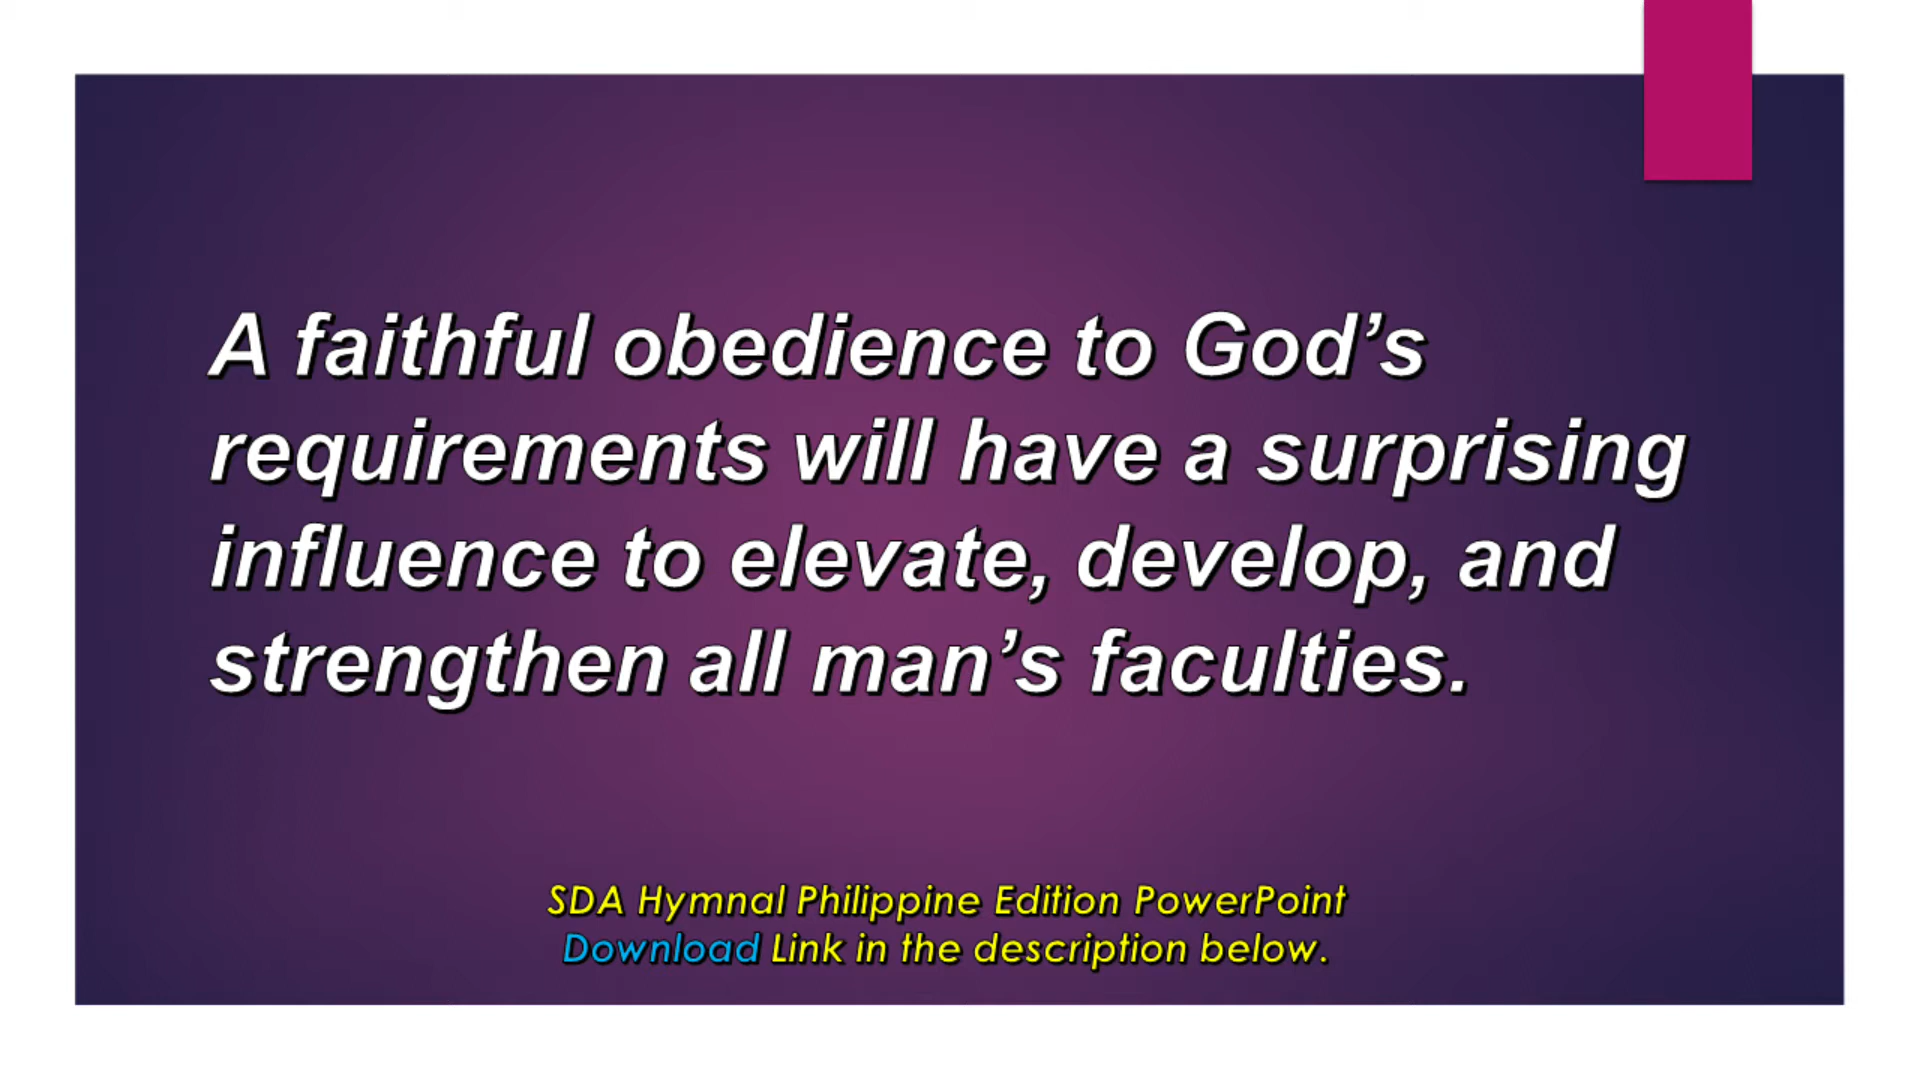 A faithful obedience to God’s
requirements will have a surprising
influence to elevate, develop, and
strengthen all man’s faculties.
SDA Hymnal Philippine Edition PowerPoint
Download Link in the description below.